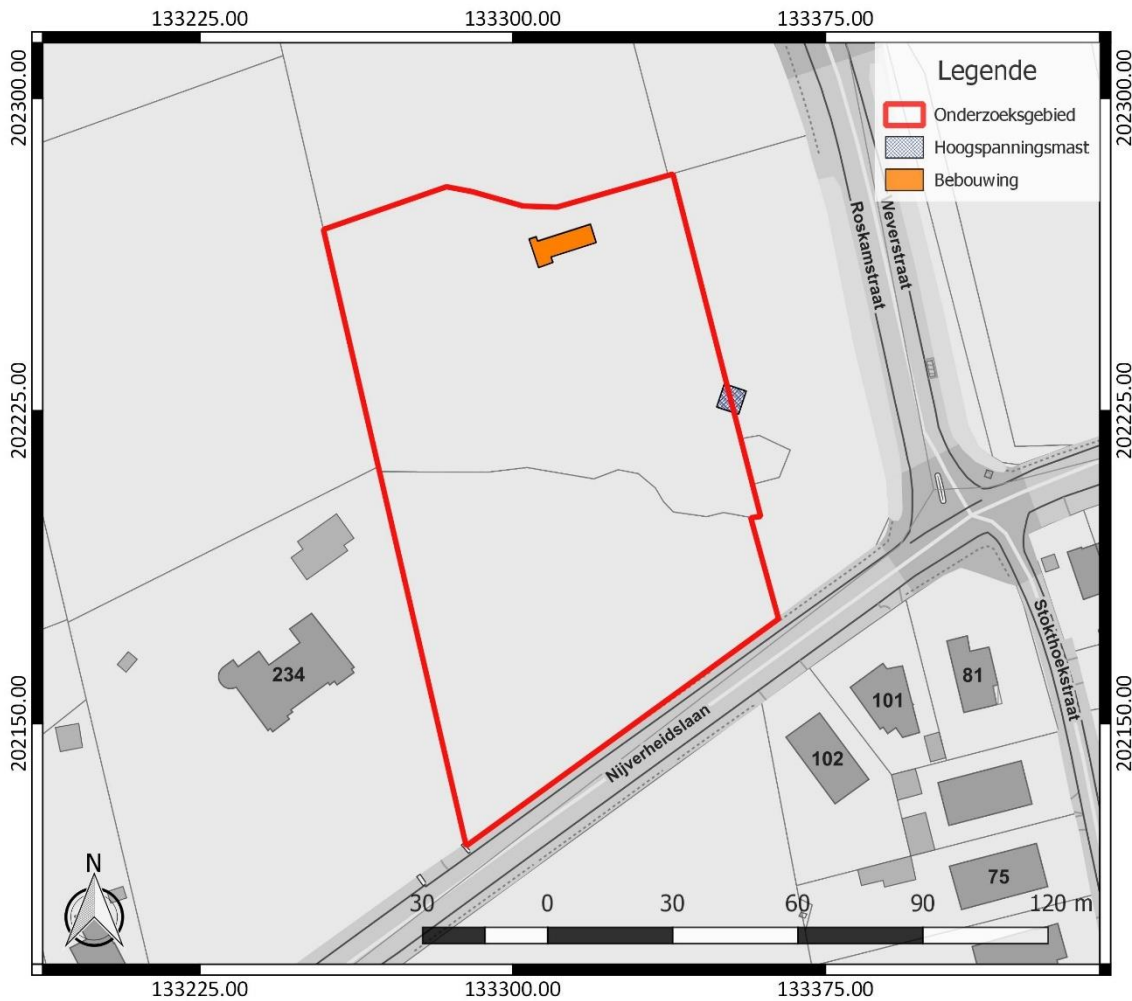 133225.00
133300.00
133375.00
202300.00
202300.00
Legende
Onderzoeksgebied
Hoogspanningsmast
Bebouwing
Roskamstraat
Neverstraat
202225.00
202225.00
Stokthoekstraat
234
81
101
202150.00
202150.00
Nijverheidslaan
102
N
75
30 0 30 60 90 120 m
133225.00
133300.00
133375.00